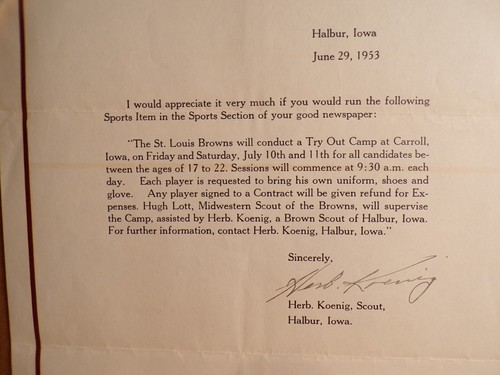 Halbur, Iowa
June 29, 1953
I would appreciate it very much if you would run the following
Sports Item in the Sports Section of your good newspaper:
"The St. Louis Browns will conduct a Try Out Camp at Carroll,
Iowa, on Friday and Saturday, July 10th and 11th for all candidates be-
tween the ages of 17 to 22. Sessions will commence at 9:30 a.m. each
day. Each player is requested to bring his own uniform, shoes and
glove. Any player signed to a Contract will be given refund for Ex-
penses. Hugh Lott, Midwestern Scout of the Browns, will supervise
the Camp, assisted by Herb. Koenig, a Brown Scout of Halbur, Iowa.
For further information, contact Herb. Koenig, Halbur, Iowa."
Sincerely,
Herb. Koenig
Herb. Koenig, Scout,
Halbur, Iowa.